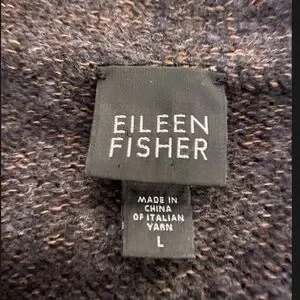 EILEEN
FISHER
MADE IN
CHINA
OF ITALIAN
YARN
L